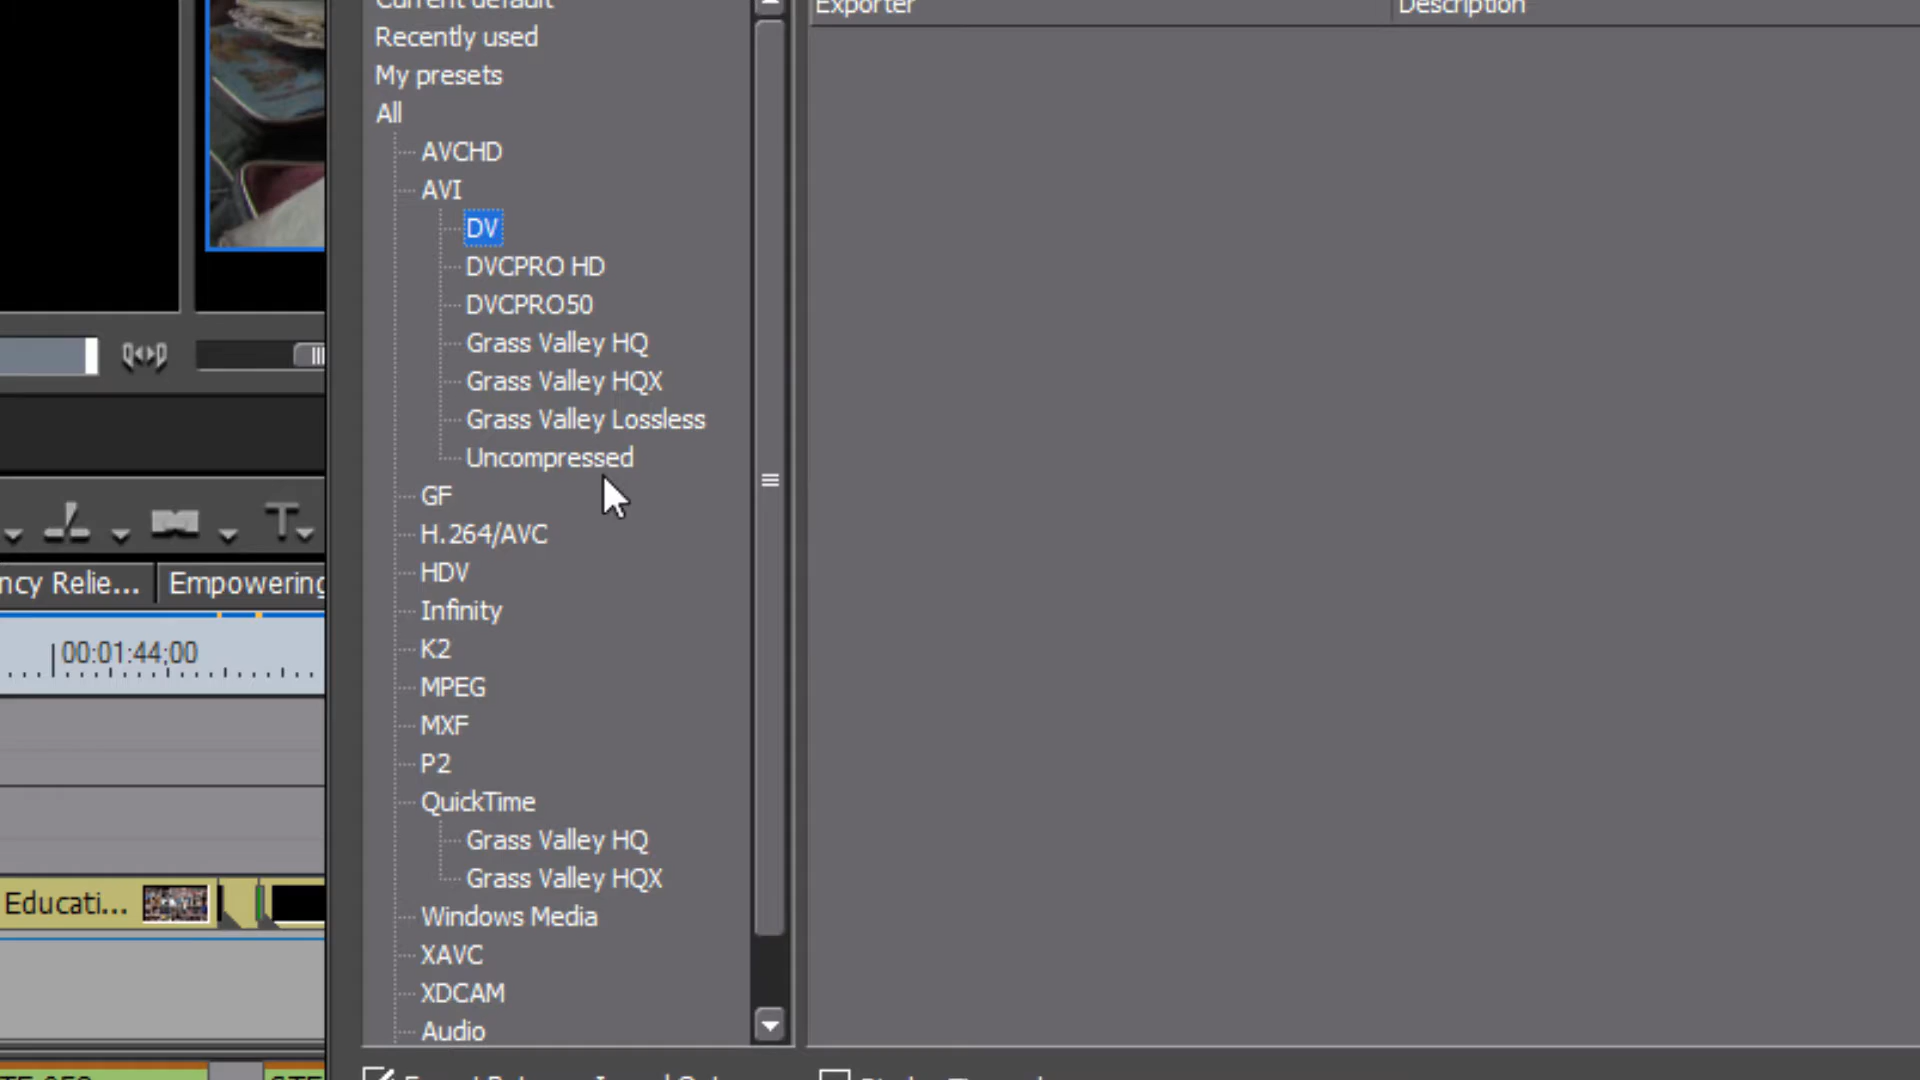 Current default
Exporter
Description
Recently used
My presets
All
AVCHD
AVI
DV
DVCPRO HD
DVCPRO50
Grass Valley HQ
Grass Valley HQX
Grass Valley Lossless
Uncompressed
GF
H.264/AVC
HDV
ncy Relie...
Empowering
Infinity
00:01:44;00
K2
MPEG
MXF
P2
QuickTime
Grass Valley HQ
Grass Valley HQX
Educati...
Windows Media
XAVC
XDCAM
Audio